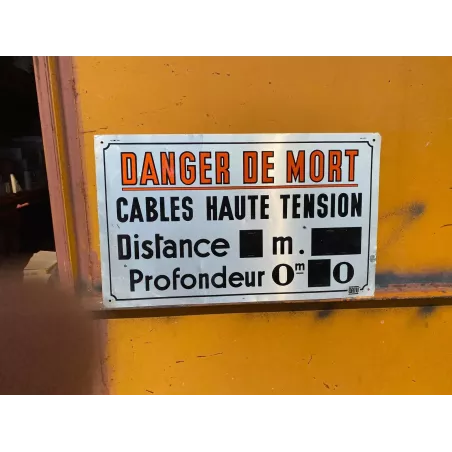 DANGER DE MORT
CABLES HAUTE TENSION
Distance m.
Profondeur 0m 0